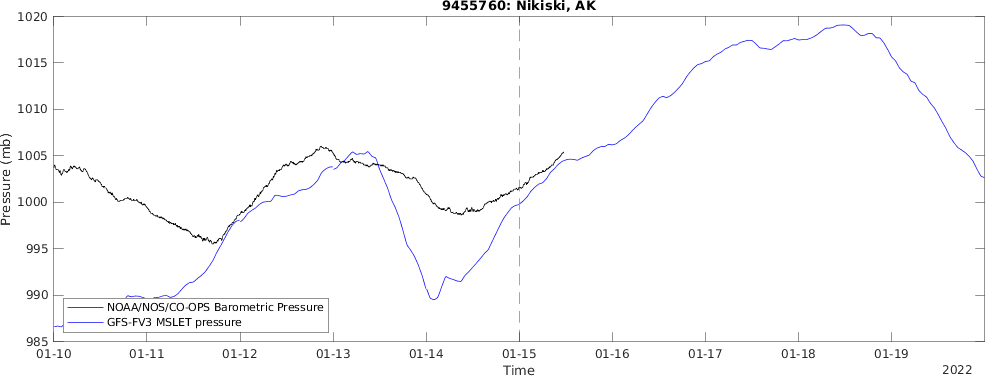 9455760: Nikiski, AK
Pressure (mb)
1020
1015
1010
1005
1000
995
990
985
NOAA/NOS/CO-OPS Barometric Pressure
GFS-FV3 MSLET pressure
01-10 01-11 01-12 01-13 01-14 01-15 01-16 01-17 01-18 01-19
Time
2022